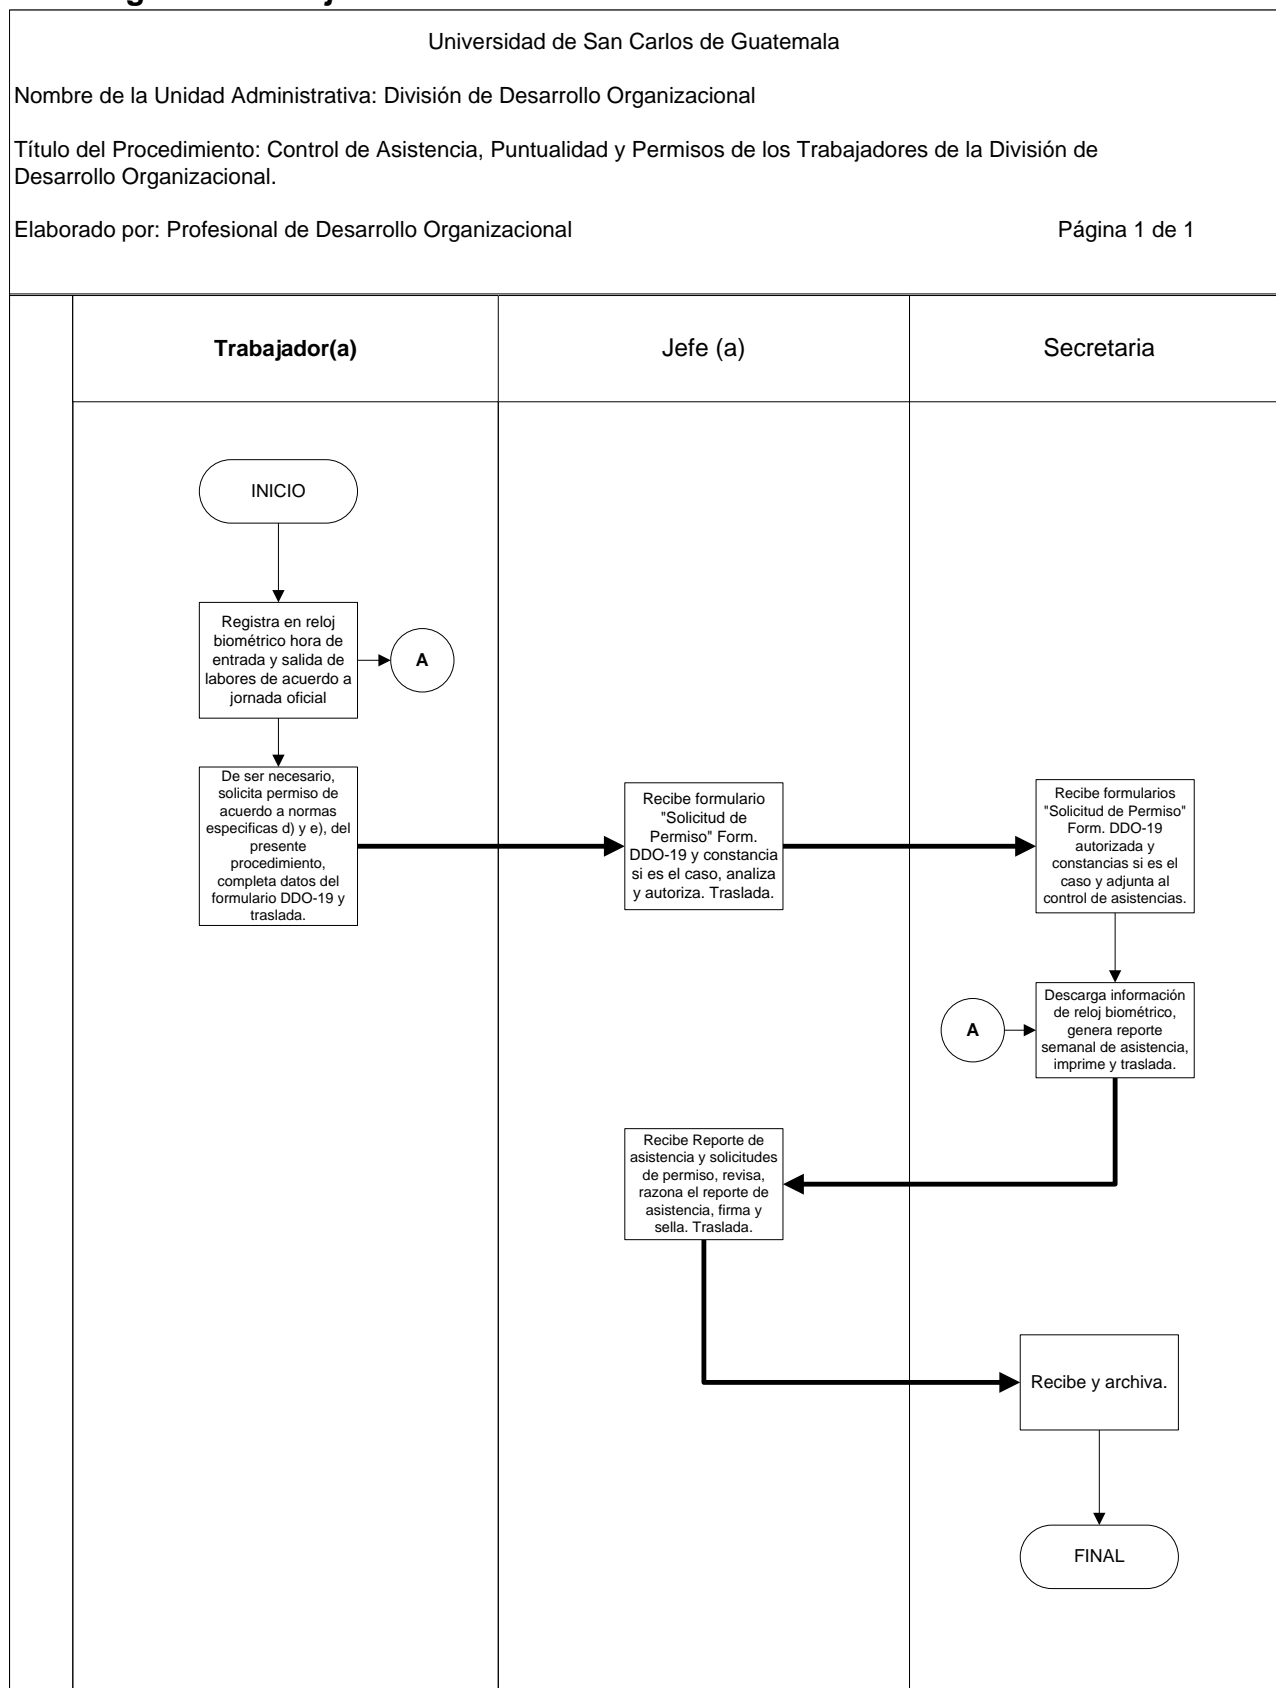 Universidad de San Carlos de Guatemala
Nombre de la Unidad Administrativa: División de Desarrollo Organizacional
Título del Procedimiento: Control de Asistencia, Puntualidad y Permisos de los Trabajadores de la División de
Desarrollo Organizacional.
Elaborado por: Profesional de Desarrollo Organizacional
Página 1 de 1
Trabajador(a)
Jefe (a)
Secretaria
INICIO
Registra en reloj
biométrico hora de
entrada y salida de
labores de acuerdo a
jornada oficial
A
De ser necesario,
solicita permiso de
acuerdo a normas
especificas d) y e), del
presente
procedimiento,
completa datos del
formulario DDO-19 y
traslada.
Recibe formulario
"Solicitud de
Permiso" Form.
DDO-19 y constancia
si es el caso, analiza
y autoriza. Traslada.
Recibe formularios
"Solicitud de Permiso"
Form. DDO-19
autorizada y
constancias si es el
caso y adjunta al
control de asistencias.
A
Descarga información
de reloj biométrico,
genera reporte
semanal de asistencia,
imprime y traslada.
Recibe Reporte de
asistencia y solicitudes
de permiso, revisa,
razona el reporte de
asistencia, firma y
sella. Traslada.
Recibe y archiva.
FINAL